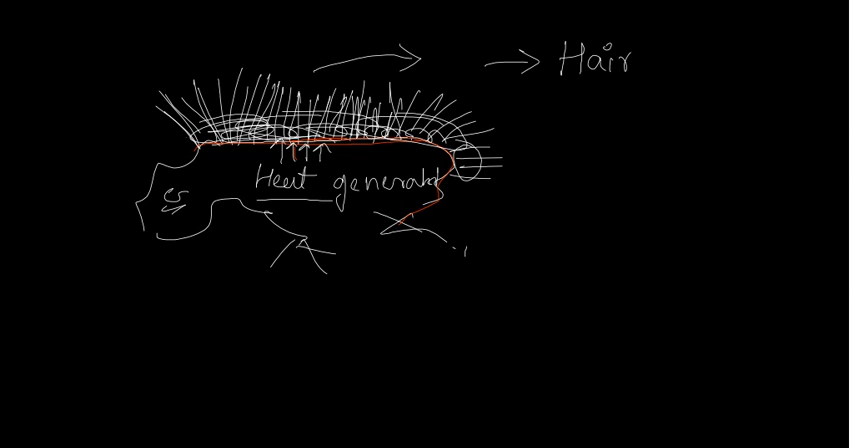 → Hair
Heat generated